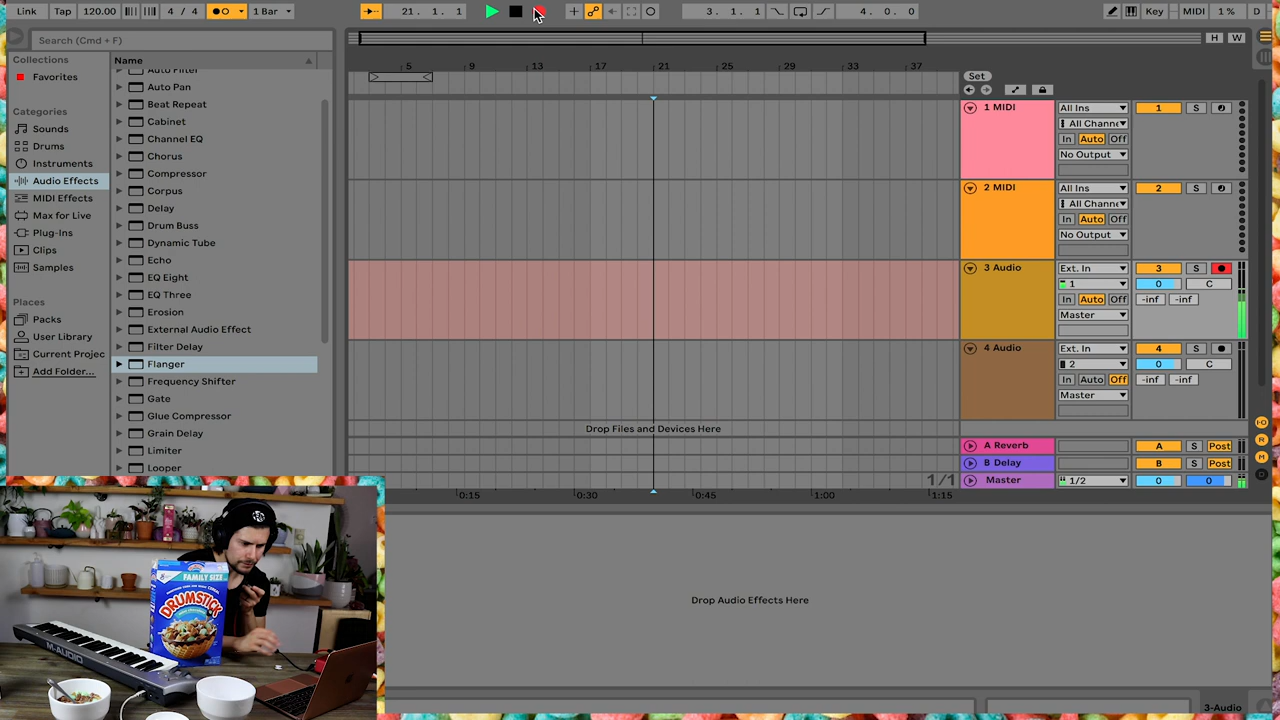 Link Tap 120.00 4 / 4 1 Bar 21. 1. 1 3. 1. 1 4. 0. 0 Key MIDI 1 % D
Search (Cmd + F)
H W
Collections
Favorites
Categories
Sounds
Drums
Instruments
Audio Effects
MIDI Effects
Max for Live
Plug-Ins
Clips
Samples
Places
Packs
User Library
Current Projec
Add Folder...
Name
Auto Filter
Auto Pan
Beat Repeat
Cabinet
Channel EQ
Chorus
Compressor
Corpus
Delay
Drum Buss
Dynamic Tube
Echo
EQ Eight
EQ Three
Erosion
External Audio Effect
Filter Delay
Flanger
Frequency Shifter
Gate
Glue Compressor
Grain Delay
Limiter
Looper
5 9 13 17 21 25 29 33 37
Set
1 MIDI All Ins 1 S
All Channe
In Auto Off
No Output
2 MIDI All Ins 2 S
All Channe
In Auto Off
No Output
3 Audio Ext. In 3 S
1 0 C
In Auto Off -inf -inf
Master
4 Audio Ext. In 4 S
2 0 C
In Auto Off -inf -inf
Master
Drop Files and Devices Here
A Reverb A S Post
B Delay B S Post
Master 1/2 0 0
1/1
0:15 0:30 0:45 1:00 1:15
Drop Audio Effects Here
3-Audio
FAMILY SIZE
DRUMSTICK
M-AUDIO